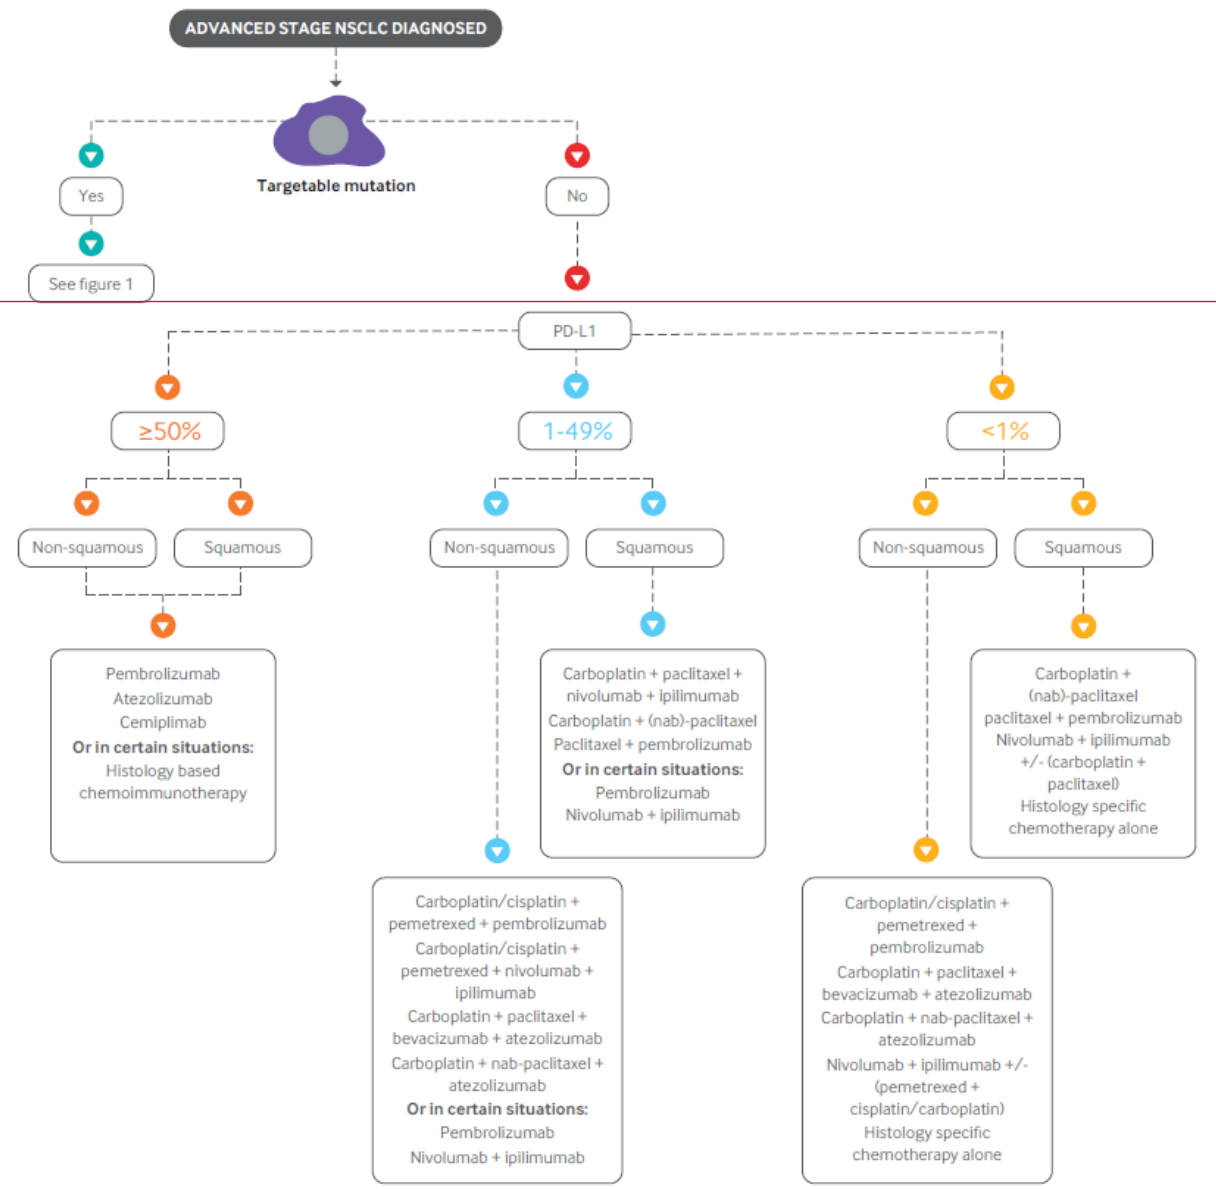 ADVANCED STAGE NSCLC DIAGNOSED
Targetable mutation
Yes
No
See figure 1
PD-L1
≥50%
1-49%
<1%
Non-squamous
Squamous
Non-squamous
Squamous
Non-squamous
Squamous
Pembrolizumab
Atezolizumab
Cemiplimab
Or in certain situations:
Histology based
chemoimmunotherapy
Carboplatin + paclitaxel +
nivolumab + ipilimumab
Carboplatin + (nab)-paclitaxel
Paclitaxel + pembrolizumab
Or in certain situations:
Pembrolizumab
Nivolumab + ipilimumab
Carboplatin +
(nab)-paclitaxel
paclitaxel + pembrolizumab
Nivolumab + ipilimumab
+/- (carboplatin +
paclitaxel)
Histology specific
chemotherapy alone
Carboplatin/cisplatin +
pemetrexed + pembrolizumab
Carboplatin/cisplatin +
pemetrexed + nivolumab +
ipilimumab
Carboplatin + paclitaxel +
bevacizumab + atezolizumab
Carboplatin + nab-paclitaxel +
atezolizumab
Or in certain situations:
Pembrolizumab
Nivolumab + ipilimumab
Carboplatin/cisplatin +
pemetrexed +
pembrolizumab
Carboplatin + paclitaxel +
bevacizumab + atezolizumab
Carboplatin + nab-paclitaxel +
atezolizumab
Nivolumab + ipilimumab +/-
(pemetrexed +
cisplatin/carboplatin)
Histology specific
chemotherapy alone